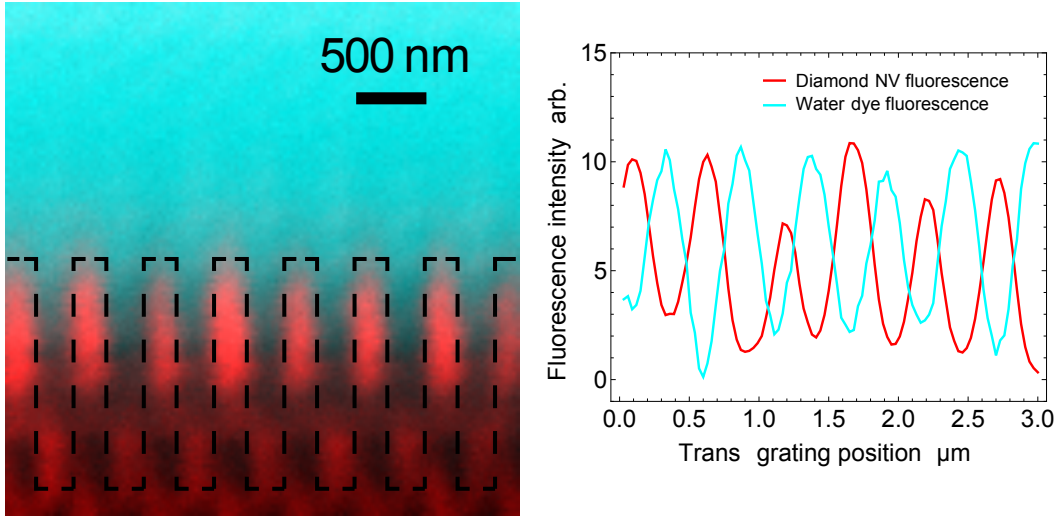 500 nm
15
10
5
0
Fluorescence intensity arb.
Diamond NV fluorescence
Water dye fluorescence
0.0 0.5 1.0 1.5 2.0 2.5 3.0
Trans grating position μm